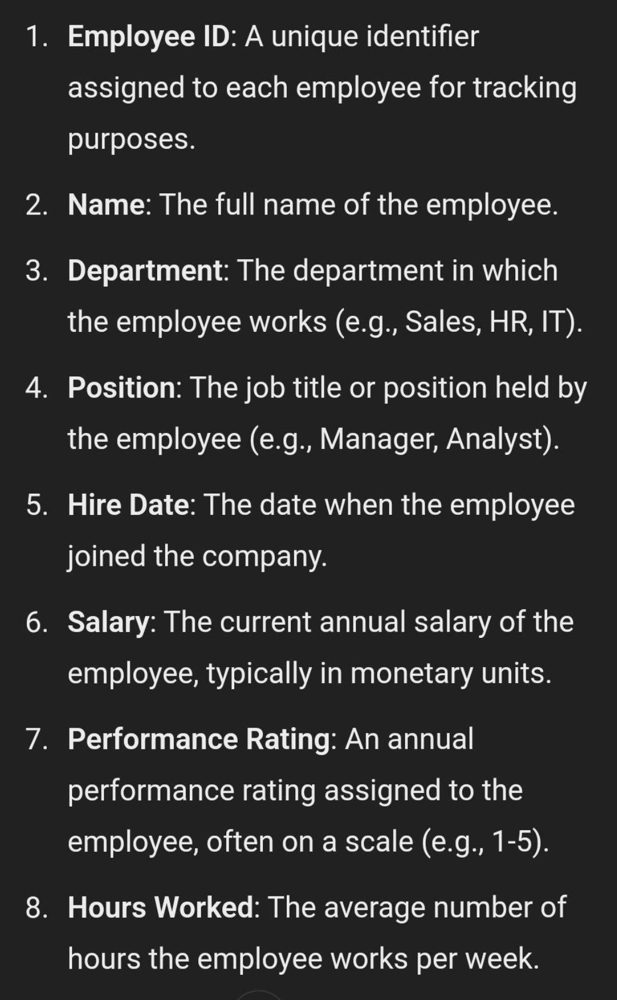 1. Employee ID: A unique identifier
assigned to each employee for tracking
purposes.
2. Name: The full name of the employee.
3. Department: The department in which
the employee works (e.g., Sales, HR, IT).
4. Position: The job title or position held by
the employee (e.g., Manager, Analyst).
5. Hire Date: The date when the employee
joined the company.
6. Salary: The current annual salary of the
employee, typically in monetary units.
7. Performance Rating: An annual
performance rating assigned to the
employee, often on a scale (e.g., 1-5).
8. Hours Worked: The average number of
hours the employee works per week.